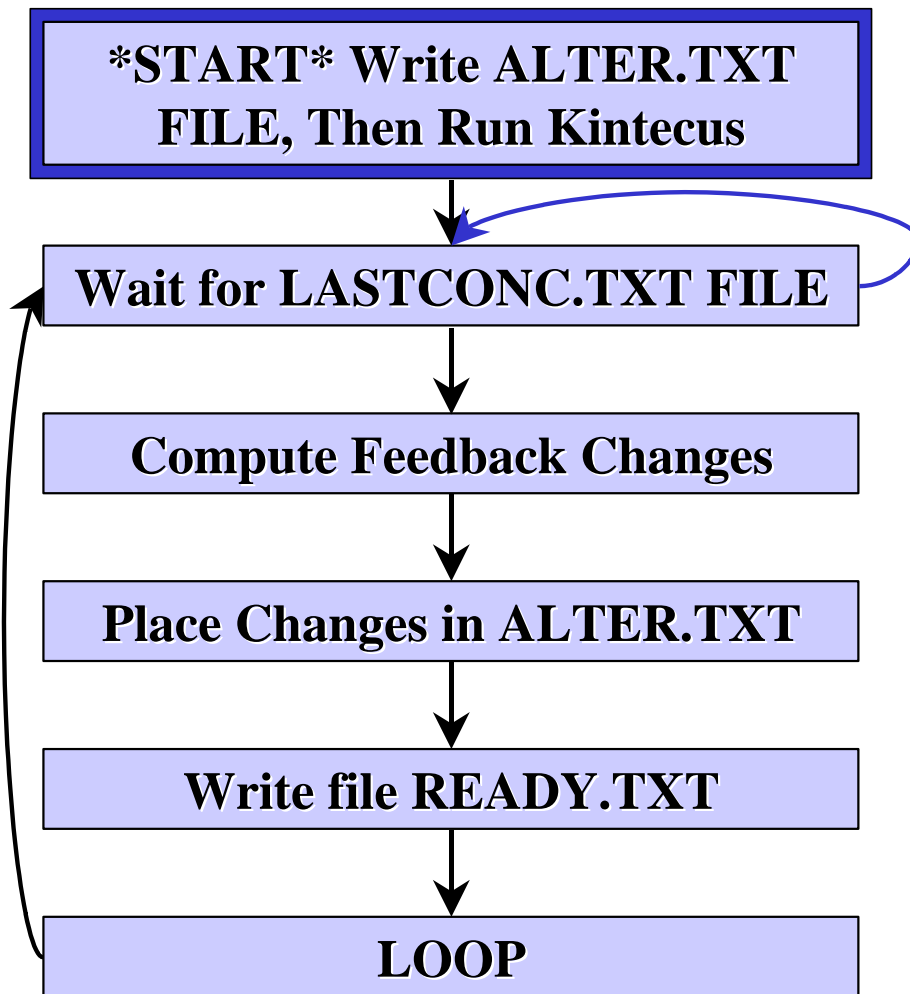 *START* Write ALTER.TXT
FILE, Then Run Kintecus
Wait for LASTCONC.TXT FILE
Compute Feedback Changes
Place Changes in ALTER.TXT
Write file READY.TXT
LOOP